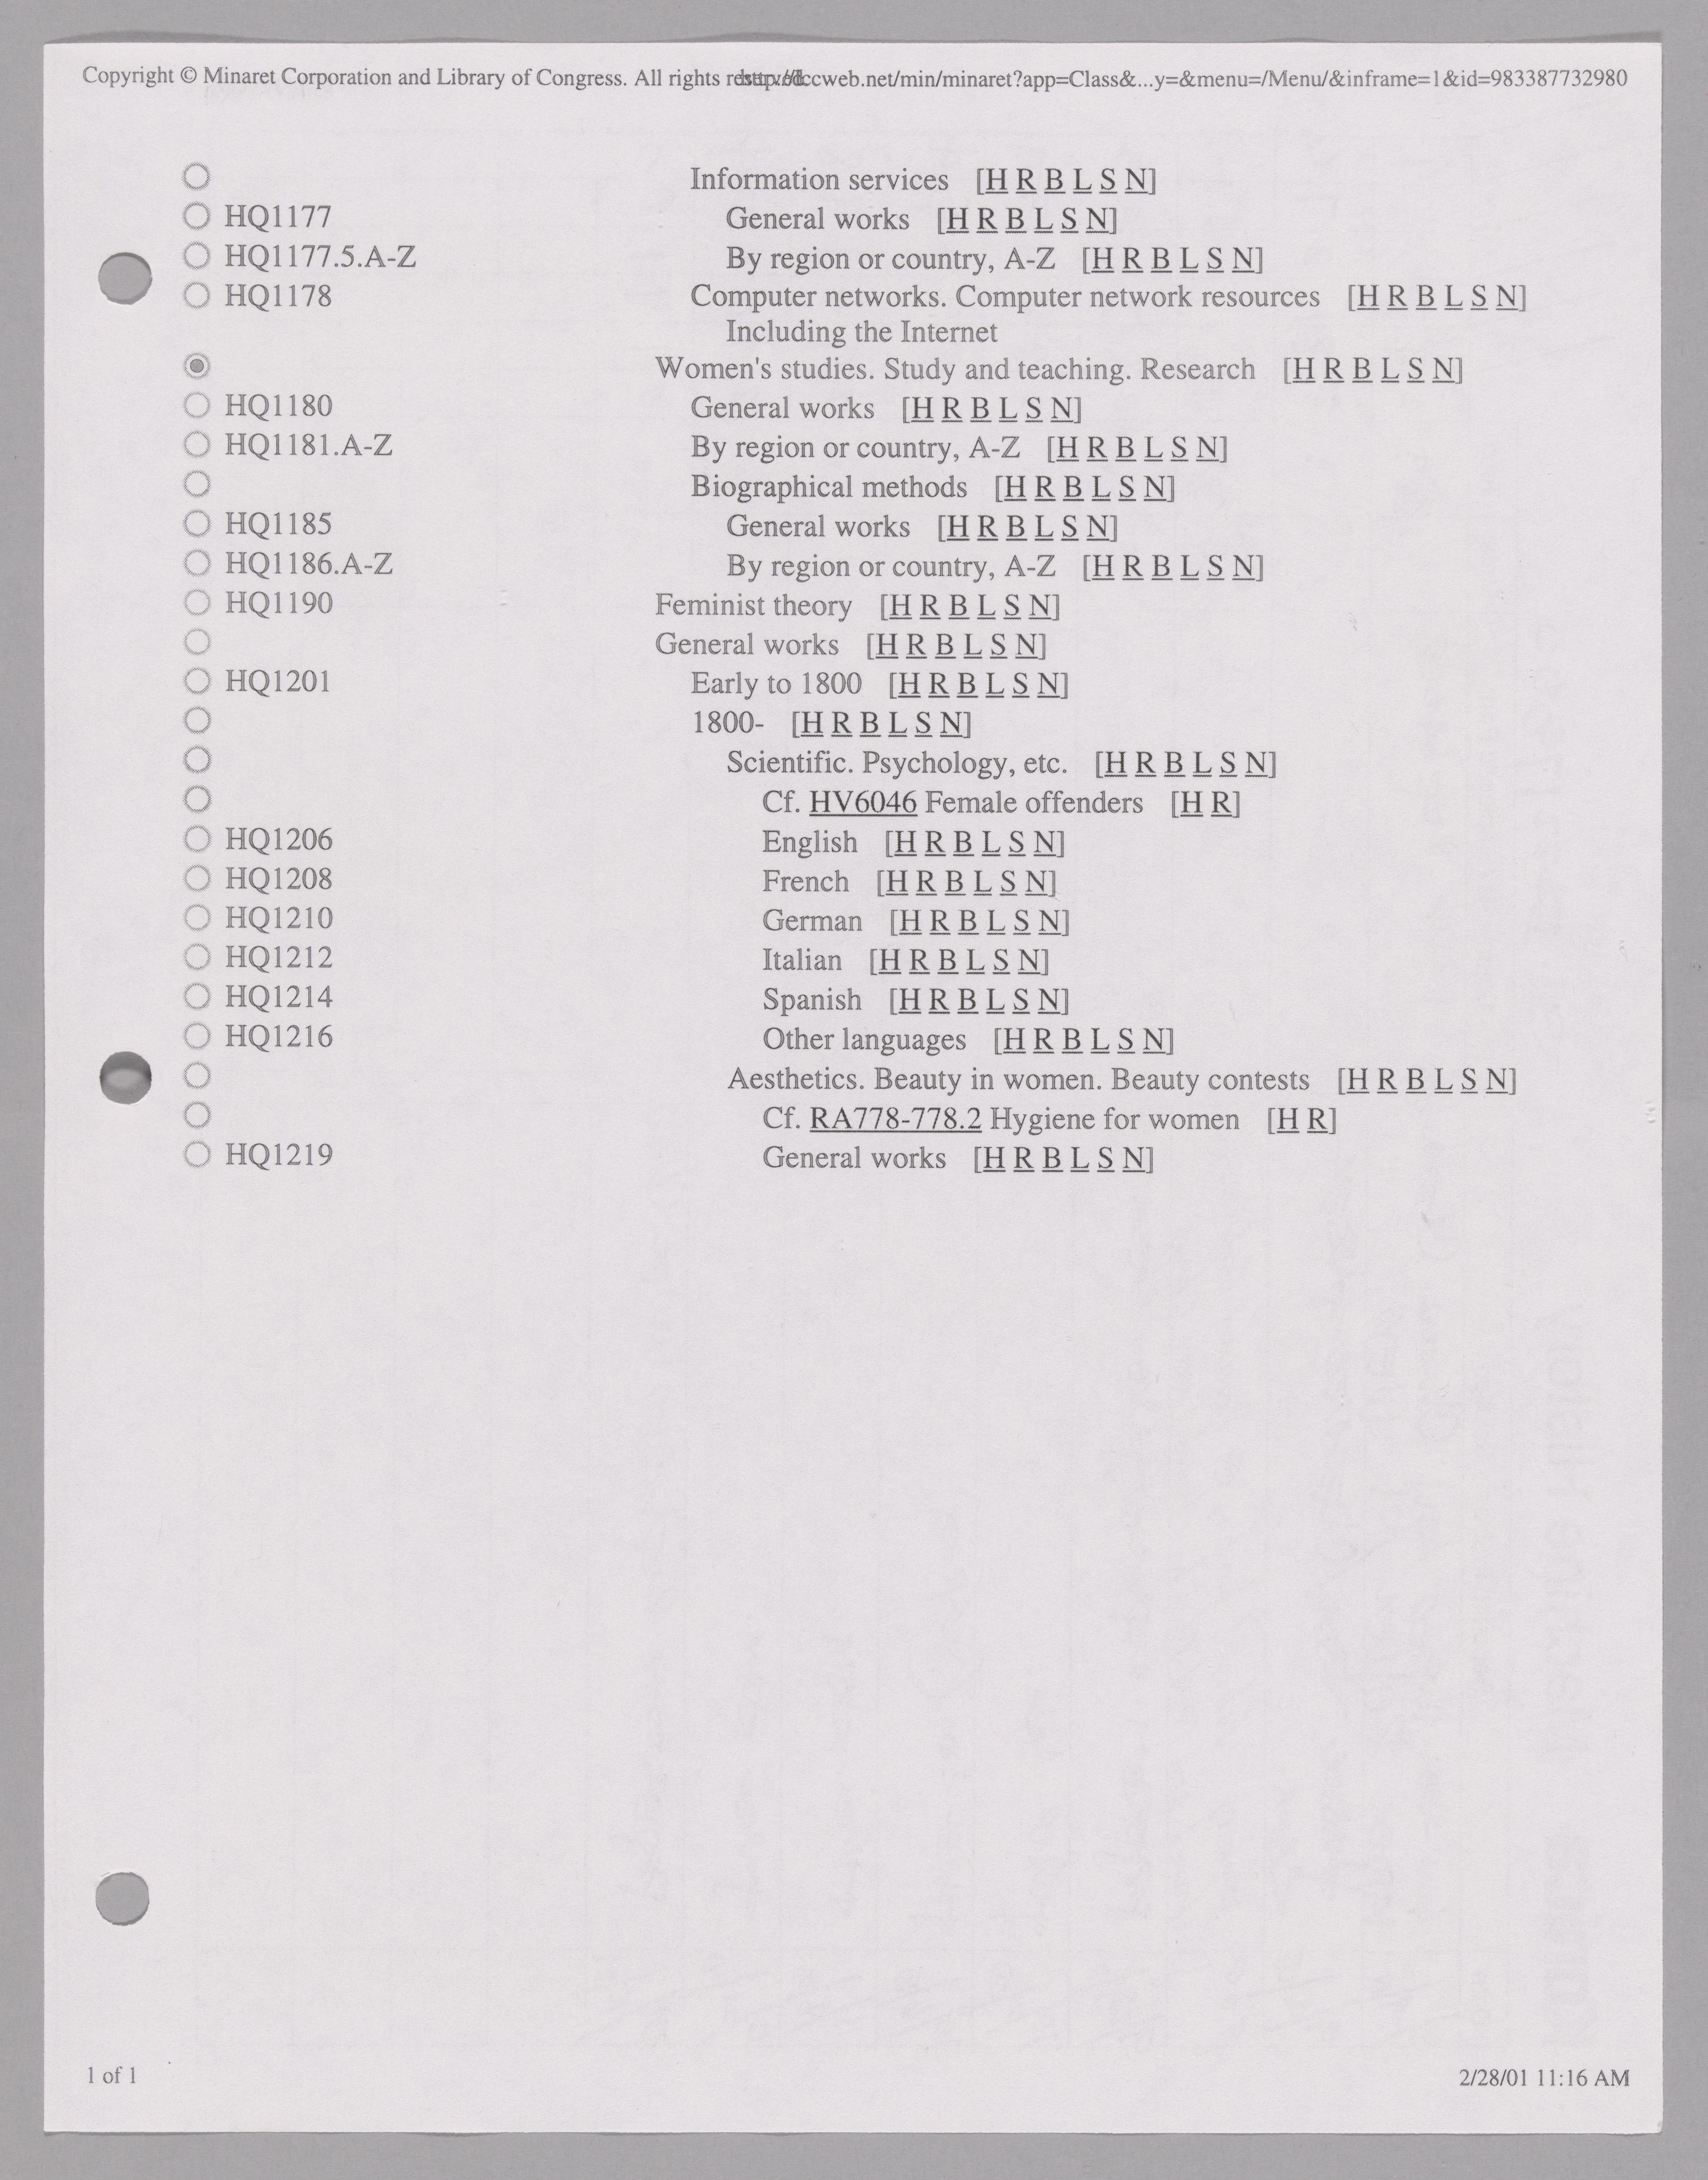 Copyright © Minaret Corporation and Library of Congress. All rights lccweb.net/min/minaret?app=Class&...y=&menu=/Menu/&inframe=1&id=983387732980
Information services [H R B L S N]
HQ1177 General works [H R B L S N]
HQ1177.5.A-Z By region or country, A-Z [H R B L S N]
HQ1178 Computer networks. Computer network resources [H R B L S N]
Including the Internet
Women's studies. Study and teaching. Research [H R B L S N]
HQ1180 General works [H R B L S N]
HQ1181.A-Z By region or country, A-Z [H R B L S N]
Biographical methods [H R B L S N]
HQ1185 General works [H R B L S N]
HQ1186.A-Z By region or country, A-Z [H R B L S N]
HQ1190 Feminist theory [H R B L S N]
General works [H R B L S N]
HQ1201 Early to 1800 [H R B L S N]
1800- [H R B L S N]
Scientific. Psychology, etc. [H R B L S N]
Cf. HV6046 Female offenders [H R]
HQ1206 English [H R B L S N]
HQ1208 French [H R B L S N]
HQ1210 German [H R B L S N]
HQ1212 Italian [H R B L S N]
HQ1214 Spanish [H R B L S N]
HQ1216 Other languages [H R B L S N]
Aesthetics. Beauty in women. Beauty contests [H R B L S N]
Cf. RA778-778.2 Hygiene for women [H R]
HQ1219 General works [H R B L S N]
1 of 1 2/28/01 11:16 AM